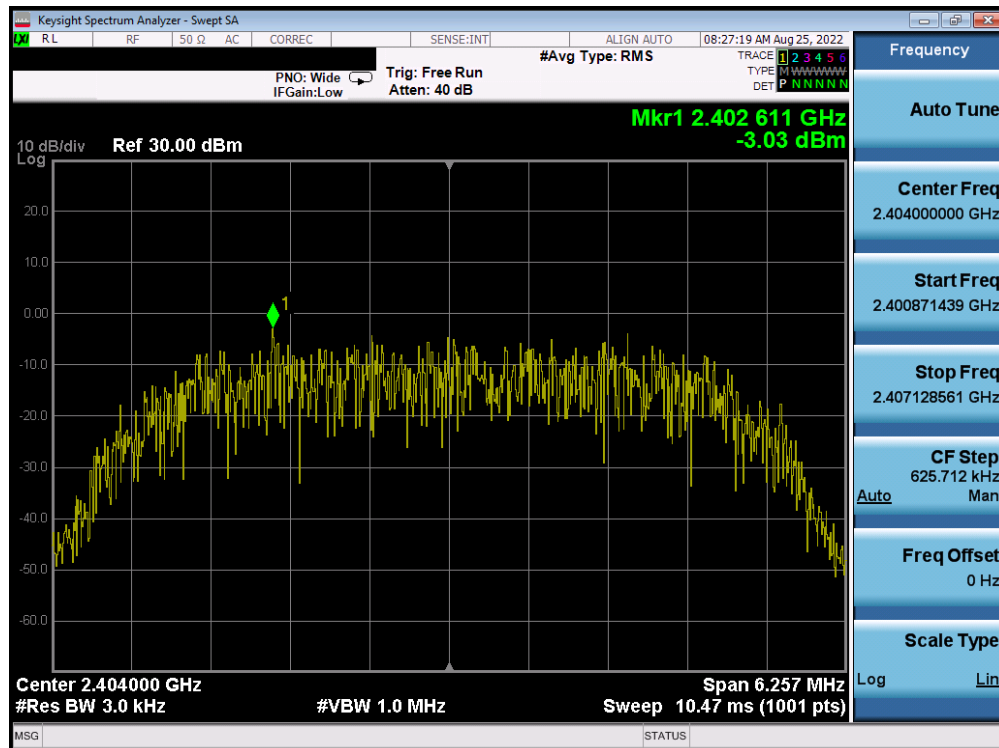 Keysight Spectrum Analyzer - Swept SA
LXI RL RF 50 Ω AC CORREC SENSE:INT ALIGN AUTO 08:27:19 AM Aug 25, 2022
#Avg Type: RMS
TRACE 1 2 3 4 5 6
TYPE M WWWWW
DET P N N N N N
PNO: Wide
IFGain:Low
Trig: Free Run
Atten: 40 dB
Mkr1 2.402 611 GHz
-3.03 dBm
10 dB/div Ref 30.00 dBm
Log
20.0
10.0
0.00
-10.0
-20.0
-30.0
-40.0
-50.0
-60.0
1
Center 2.404000 GHz Span 6.257 MHz
#Res BW 3.0 kHz #VBW 1.0 MHz Sweep 10.47 ms (1001 pts)
MSG STATUS
Frequency
Auto Tune
Center Freq
2.404000000 GHz
Start Freq
2.400871439 GHz
Stop Freq
2.407128561 GHz
CF Step
625.712 kHz
Auto Man
Freq Offset
0 Hz
Scale Type
Log Lin